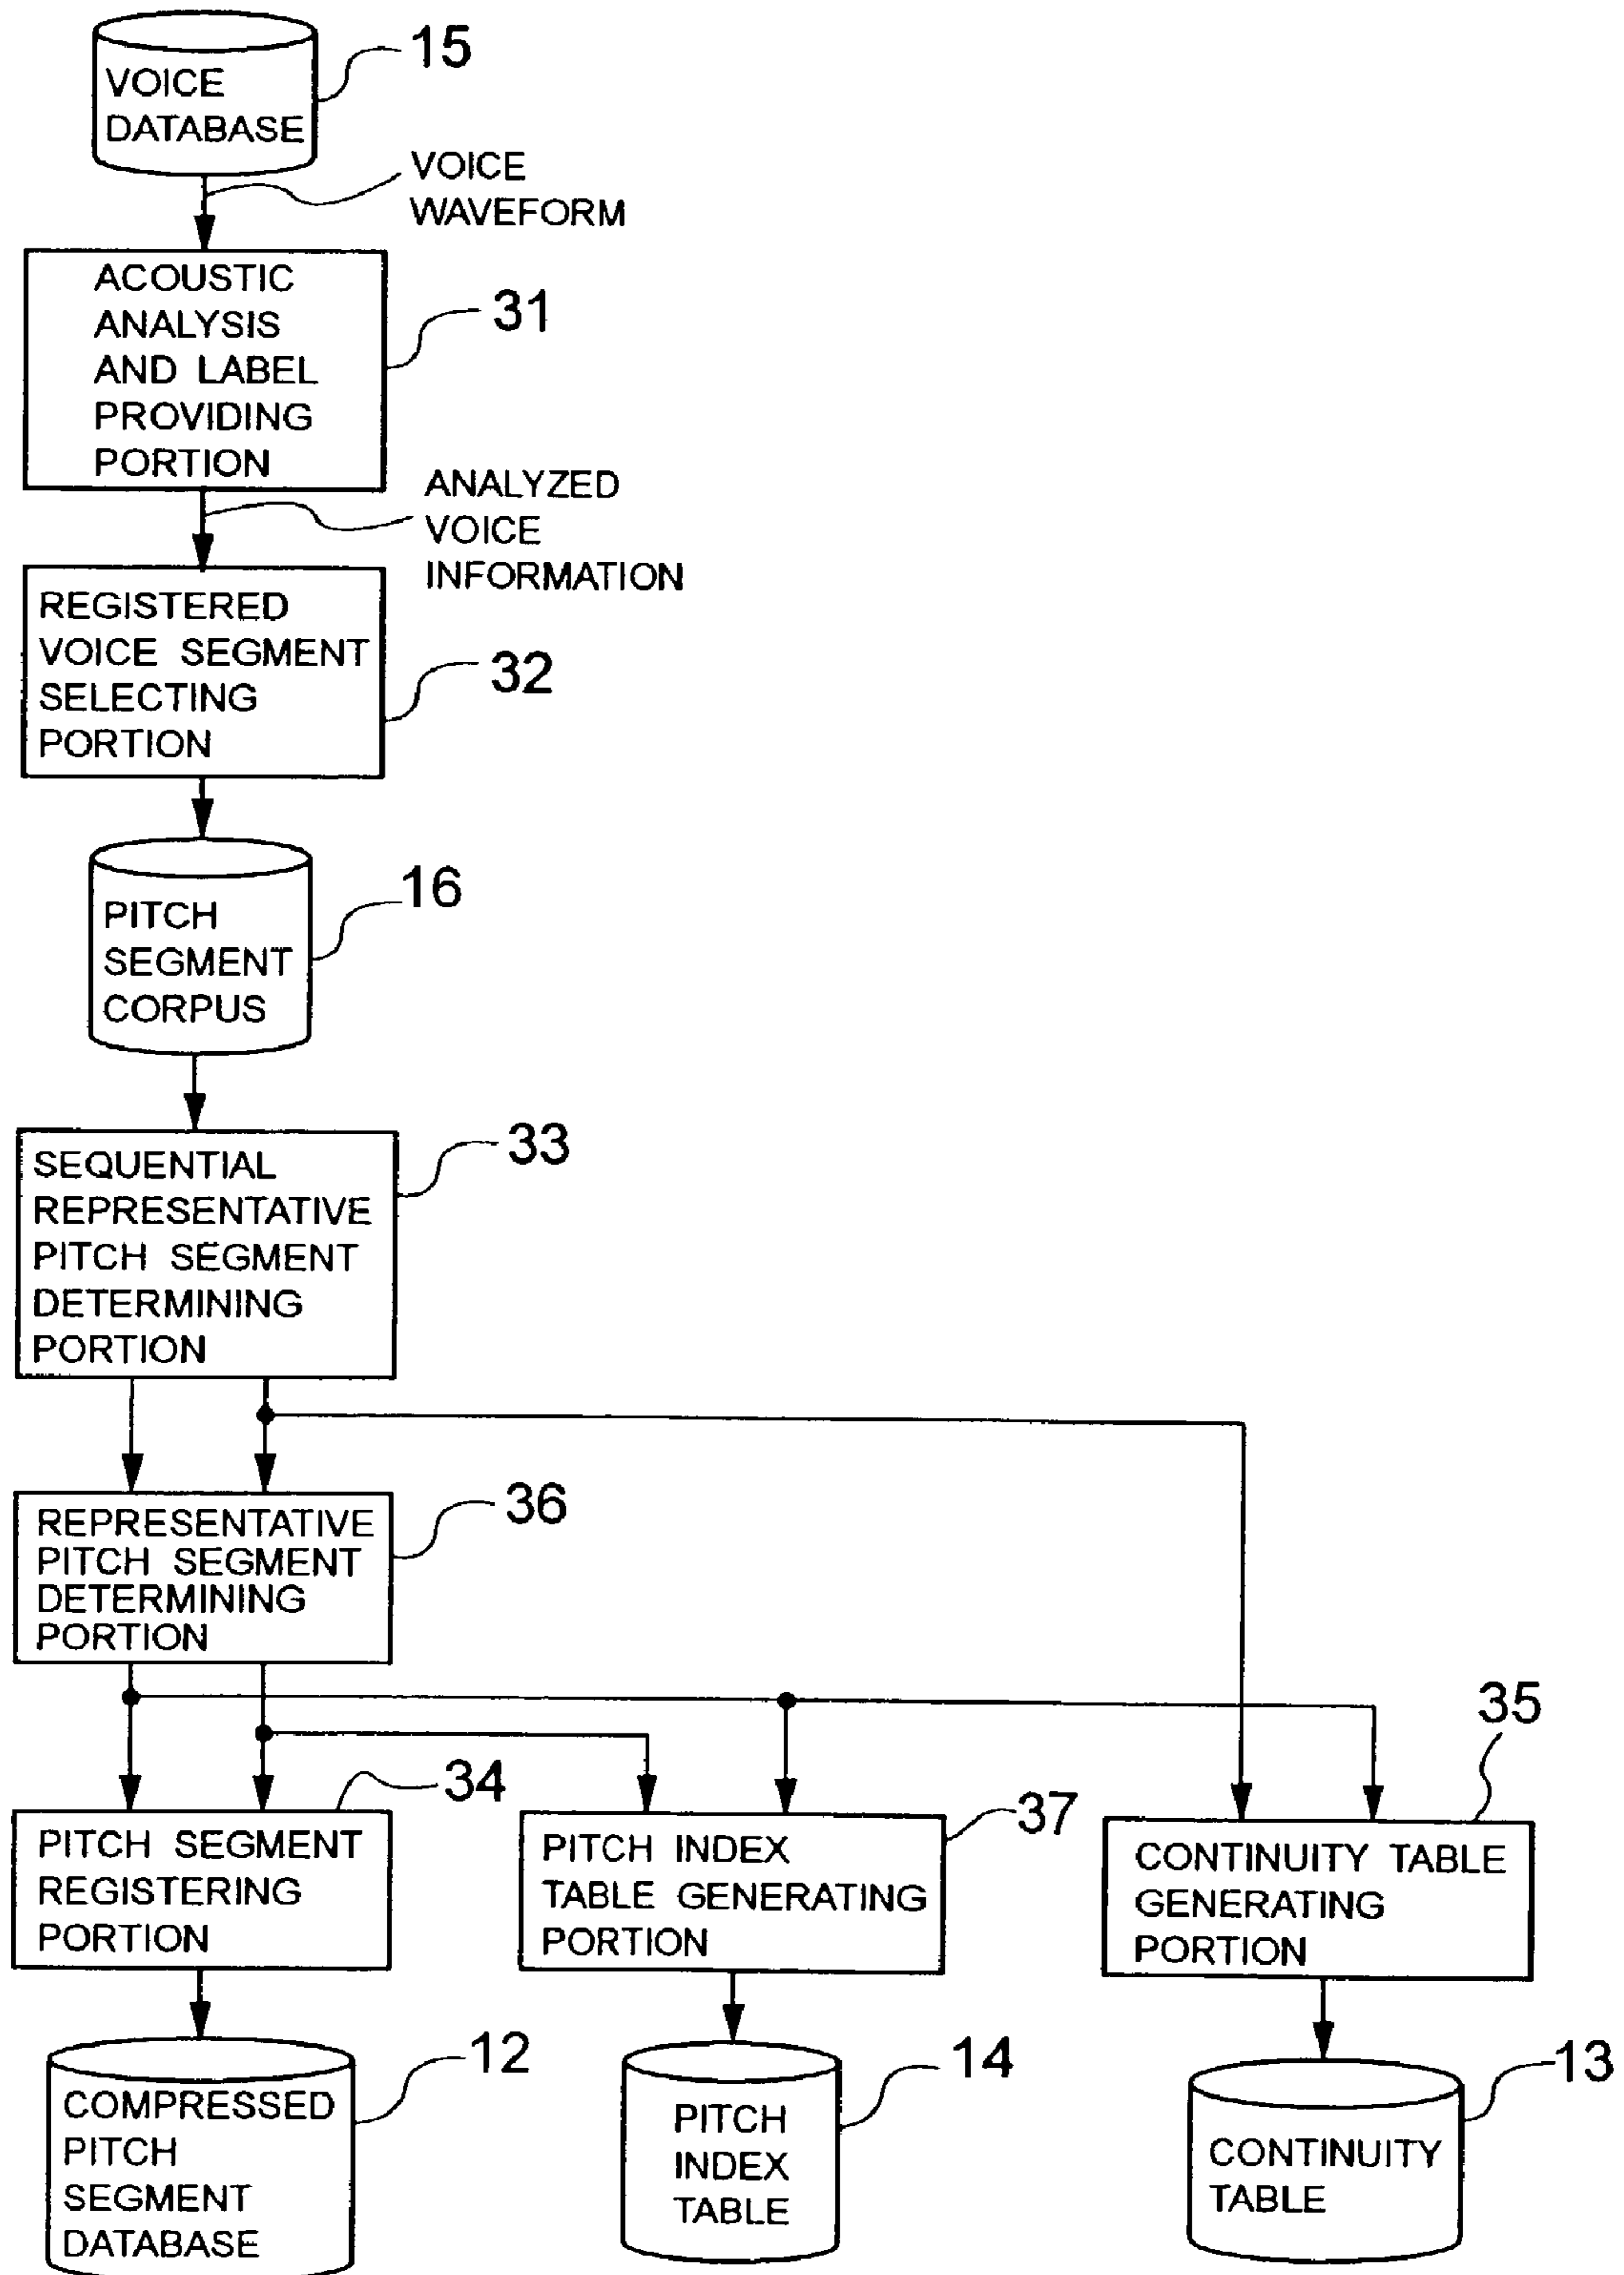 VOICE
DATABASE
15
VOICE
WAVEFORM
ACOUSTIC
ANALYSIS
AND LABEL
PROVIDING
PORTION
31
ANALYZED
VOICE
INFORMATION
REGISTERED
VOICE SEGMENT
SELECTING
PORTION
32
PITCH
SEGMENT
CORPUS
16
SEQUENTIAL
REPRESENTATIVE
PITCH SEGMENT
DETERMINING
PORTION
33
REPRESENTATIVE
PITCH SEGMENT
DETERMINING
PORTION
36
PITCH SEGMENT
REGISTERING
PORTION
34
PITCH INDEX
TABLE GENERATING
PORTION
37
CONTINUITY TABLE
GENERATING
PORTION
35
COMPRESSED
PITCH
SEGMENT
DATABASE
12
PITCH
INDEX
TABLE
14
CONTINUITY
TABLE
13